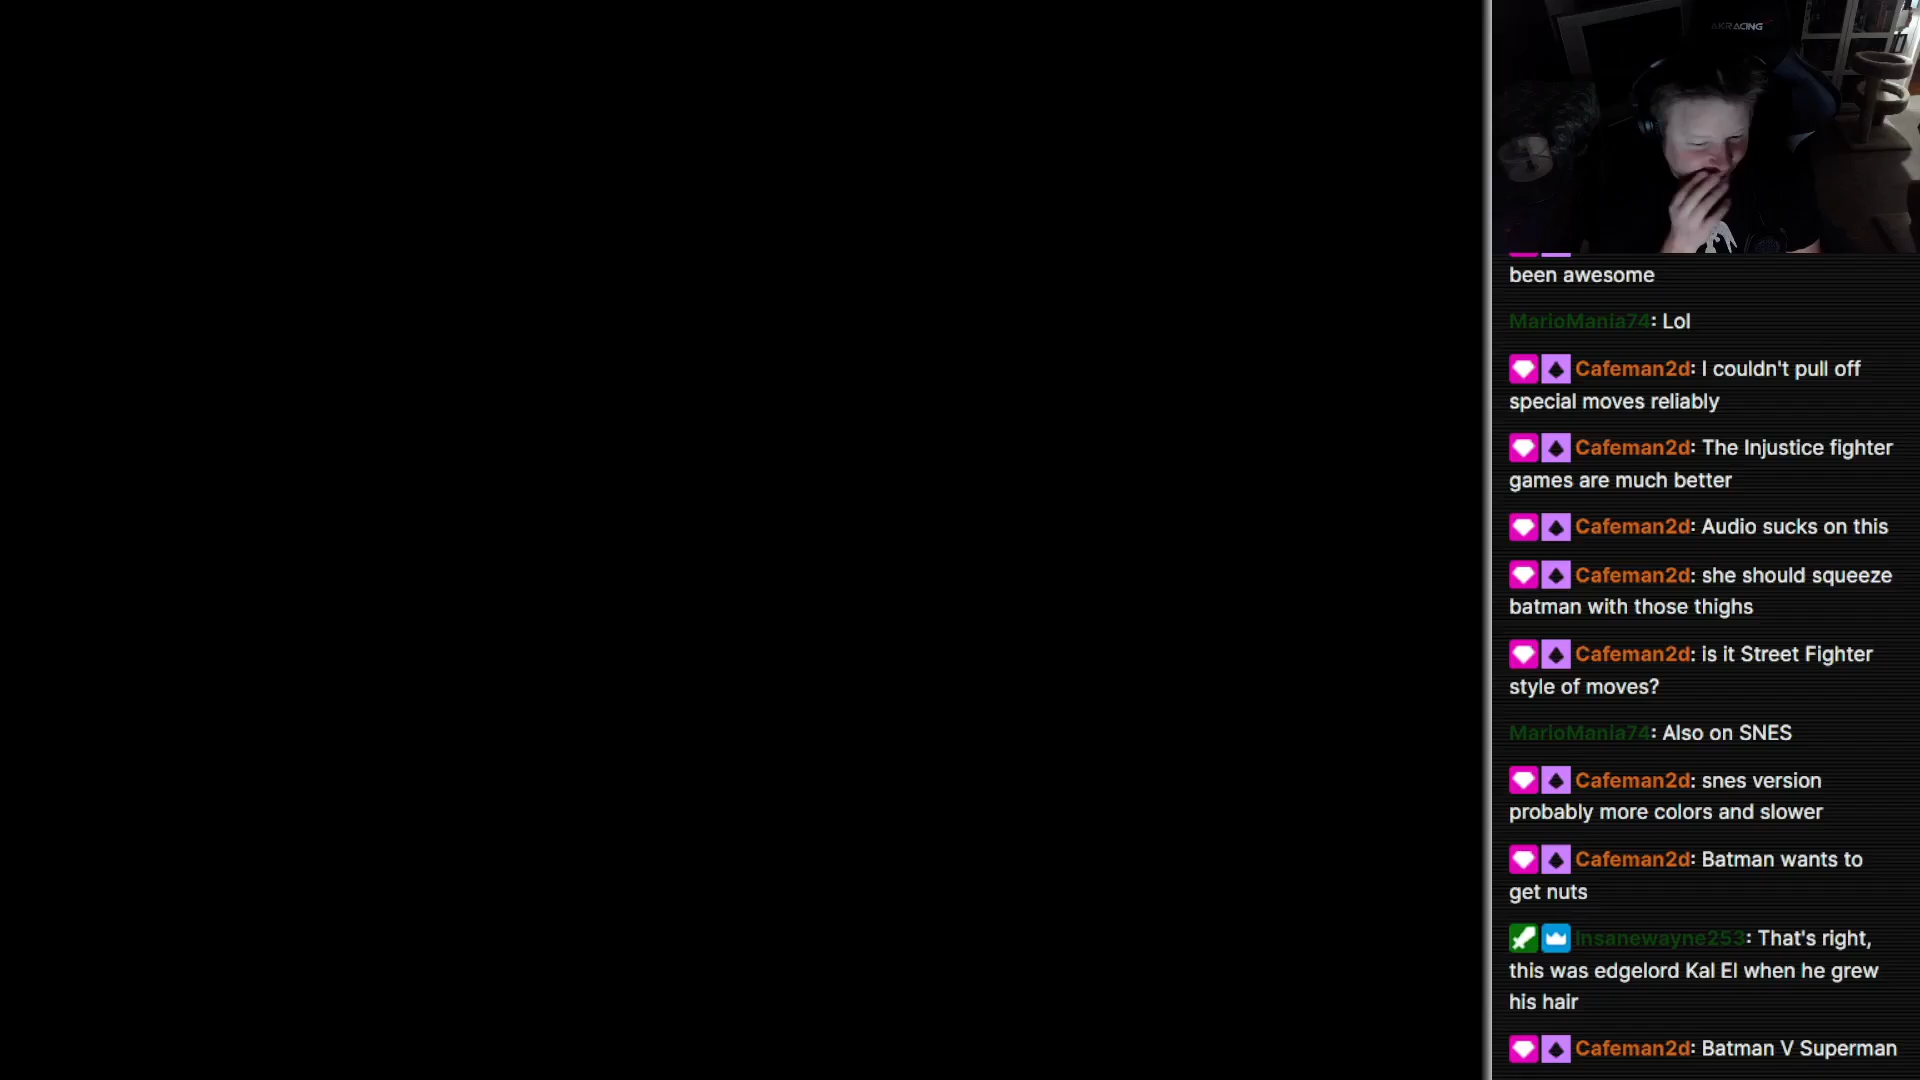 AKRACING
been awesome
MarioMania74: Lol
Cafeman2d: I couldn't pull off
special moves reliably
Cafeman2d: The Injustice fighter
games are much better
Cafeman2d: Audio sucks on this
Cafeman2d: she should squeeze
batman with those thighs
Cafeman2d: is it Street Fighter
style of moves?
MarioMania74: Also on SNES
Cafeman2d: snes version
probably more colors and slower
Cafeman2d: Batman wants to
get nuts
Insanewayne253: That's right,
this was edgelord Kal El when he grew
his hair
Cafeman2d: Batman V Superman